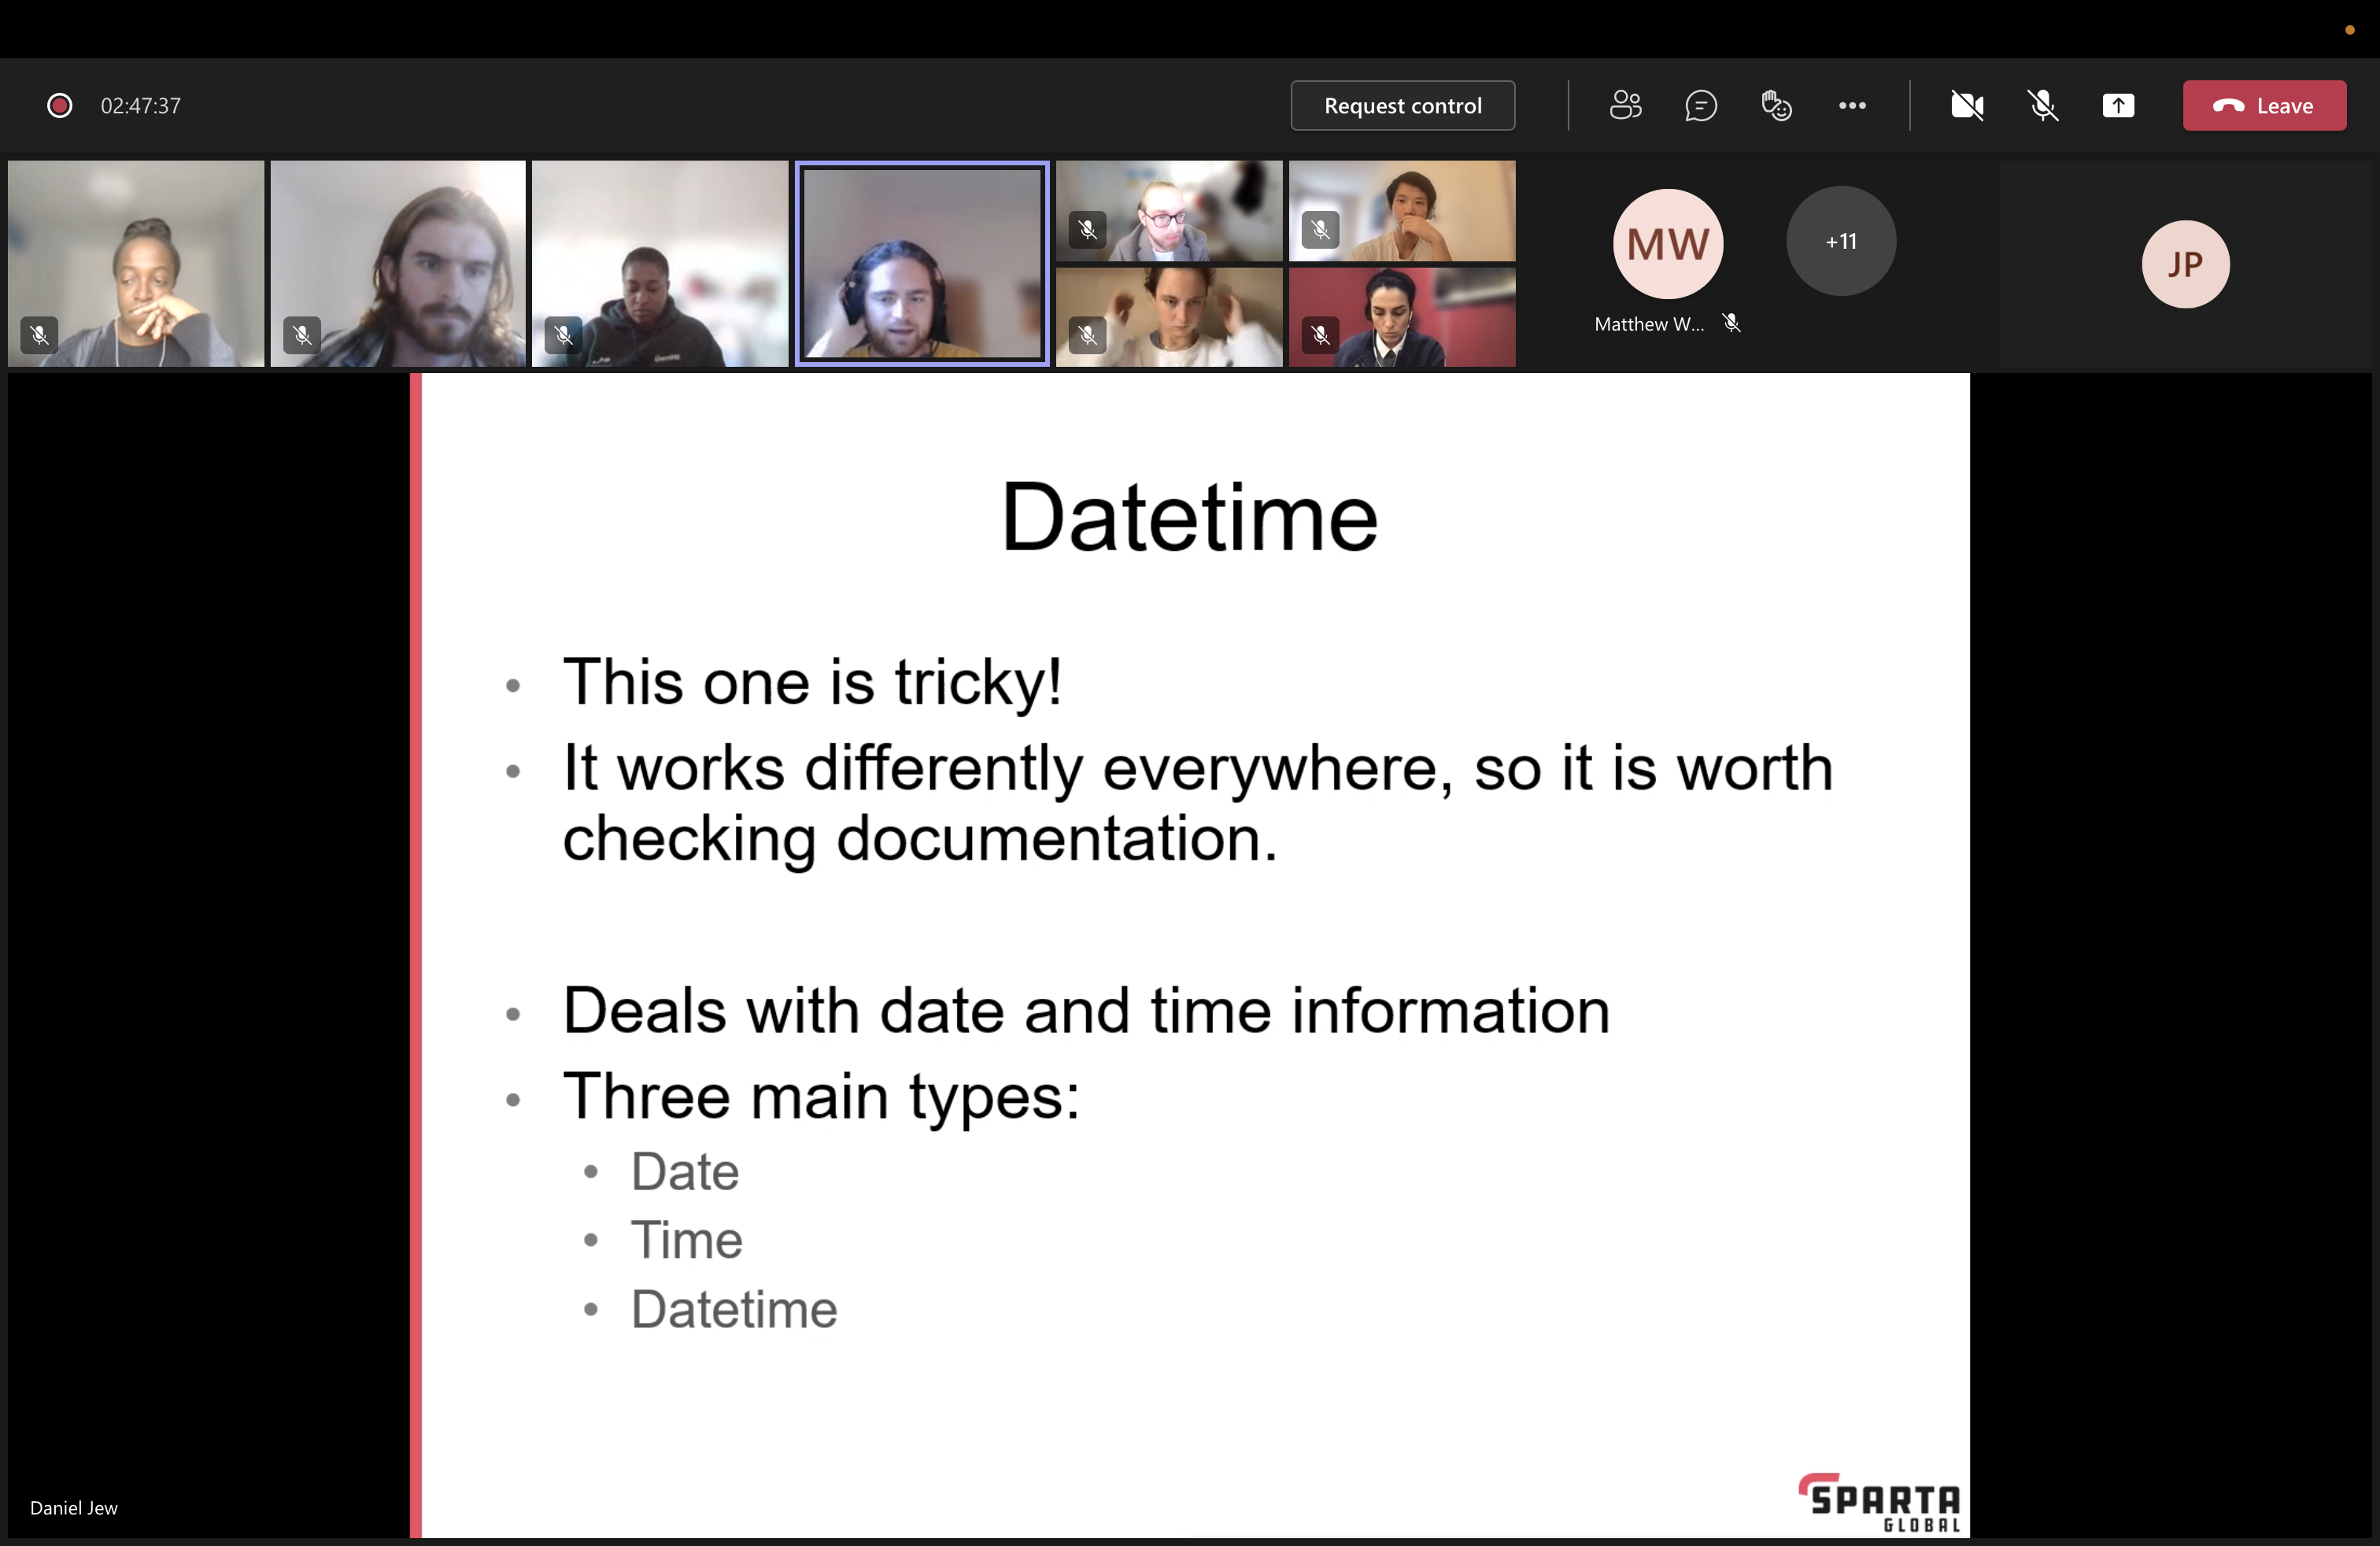 02:47:37
Request control
Leave
MW
+11
JP
Matthew W...
Datetime
This one is tricky!
It works differently everywhere, so it is worth
checking documentation.
Deals with date and time information
Three main types:
Date
Time
Datetime
Daniel Jew
SPARTA
GLOBAL